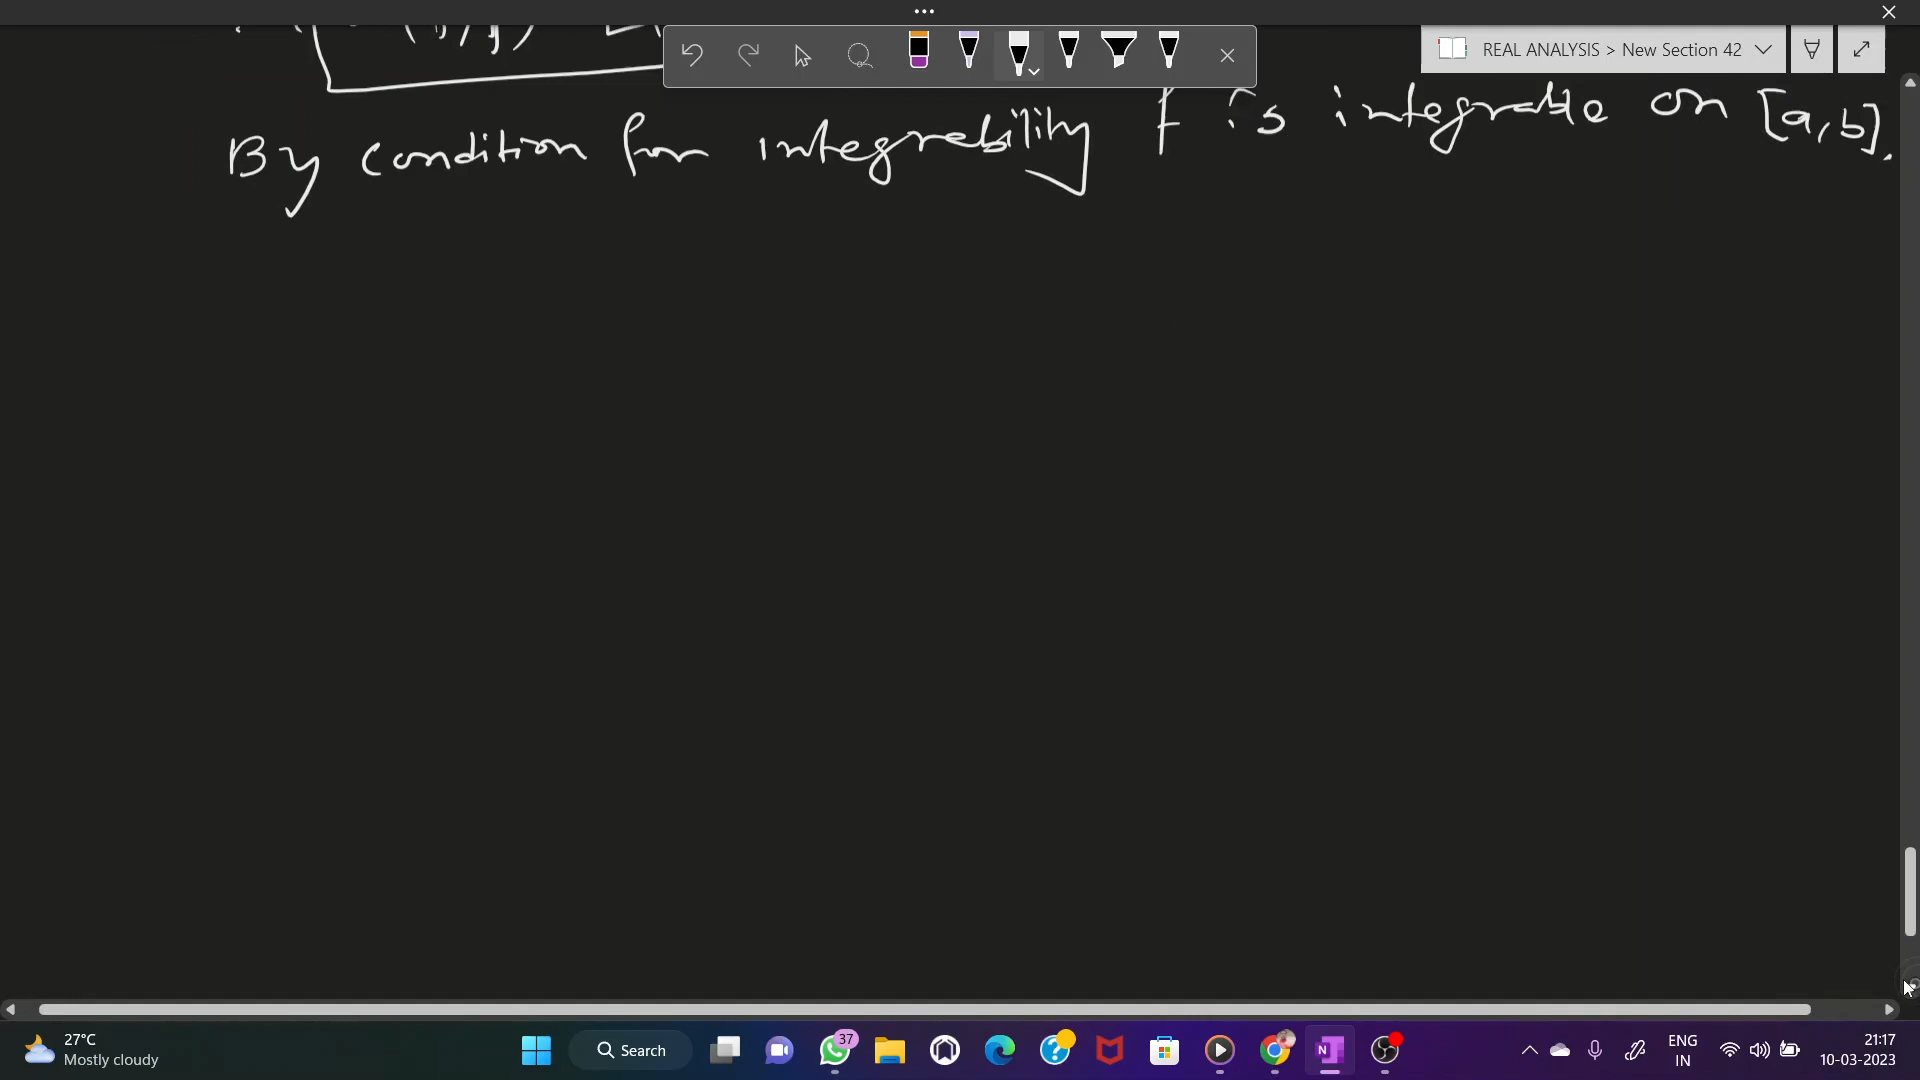 REAL ANALYSIS > New Section 42
By condition for integrability f is integrable on [a,b].
27°C
Mostly cloudy
Search
37
ENG
IN
21:17
10-03-2023